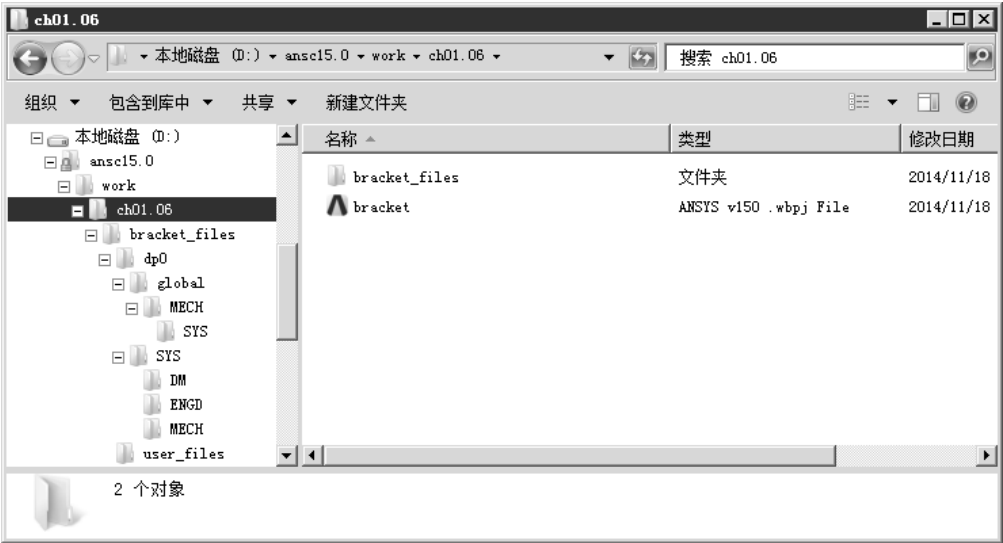 ch01.06
本地磁盘 (D:) ansc15.0 work ch01.06
搜索 ch01.06
组织 包含到库中 共享 新建文件夹
本地磁盘 (D:)
ansc15.0
work
ch01.06
bracket_files
dp0
global
MECH
SYS
SYS
DM
ENGD
MECH
user_files
名称 类型 修改日期
bracket_files 文件夹 2014/11/18
bracket ANSYS v150 .wbpj File 2014/11/18
2 个对象